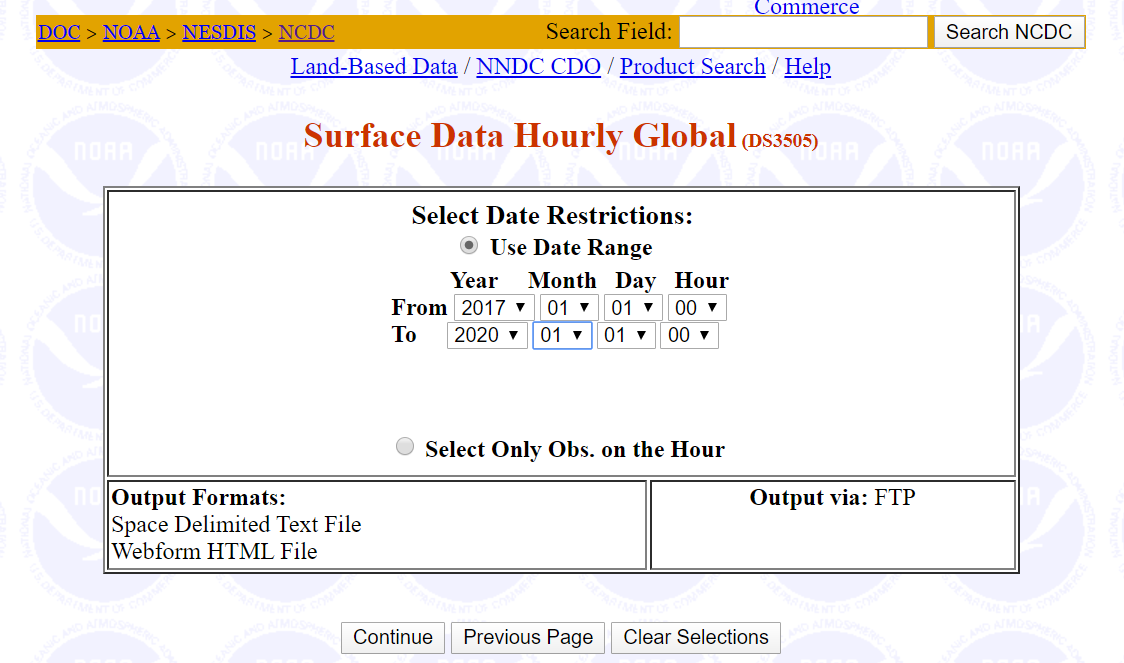 Commerce
DOC > NOAA > NESDIS > NCDC Search Field: Search NCDC
Land-Based Data / NNDC CDO / Product Search / Help
Surface Data Hourly Global (DS3505)
Select Date Restrictions:
Use Date Range
Year Month Day Hour
From 2017 01 01 00
To 2020 01 01 00
Select Only Obs. on the Hour
Output Formats:
Space Delimited Text File
Webform HTML File
Output via: FTP
Continue Previous Page Clear Selections